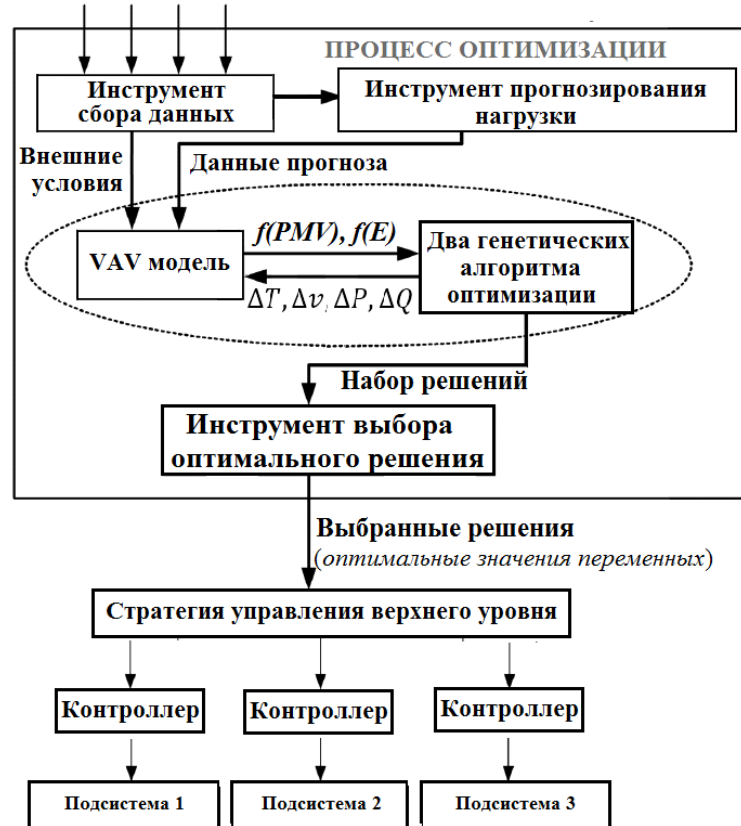 ПРОЦЕСС ОПТИМИЗАЦИИ
Инструмент
сбора данных
Инструмент прогнозирования
нагрузки
Внешние
условия
Данные прогноза
VAV модель
f(PMV), f(E)
ΔT, Δv, ΔP, ΔQ
Два генетических
алгоритма
оптимизации
Набор решений
Инструмент выбора
оптимального решения
Выбранные решения
(оптимальные значения переменных)
Стратегия управления верхнего уровня
Контроллер
Контроллер
Контроллер
Подсистема 1
Подсистема 2
Подсистема 3